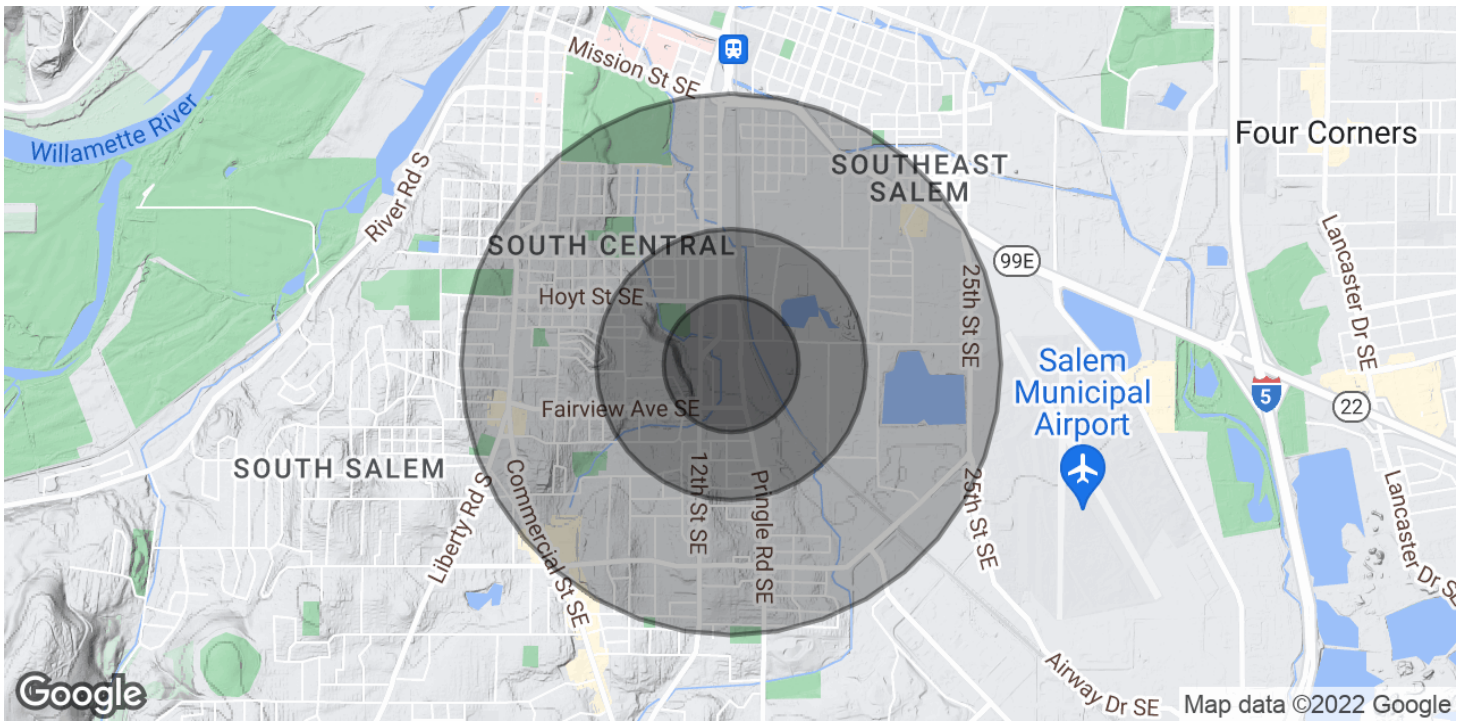 Mission St SE
Willamette River
River Rd S
SOUTHEAST
SALEM
Four Corners
Lancaster Dr SE
SOUTH CENTRAL
99E
25th St SE
Hoyt St SE
Salem
Municipal
Airport
5
22
Fairview Ave SE
SOUTH SALEM
Liberty Rd S
Commercial St SE
12th St SE
Pringle Rd SE
25th St SE
Lancaster Dr SE
Airway Dr SE
Google
Map data ©2022 Google